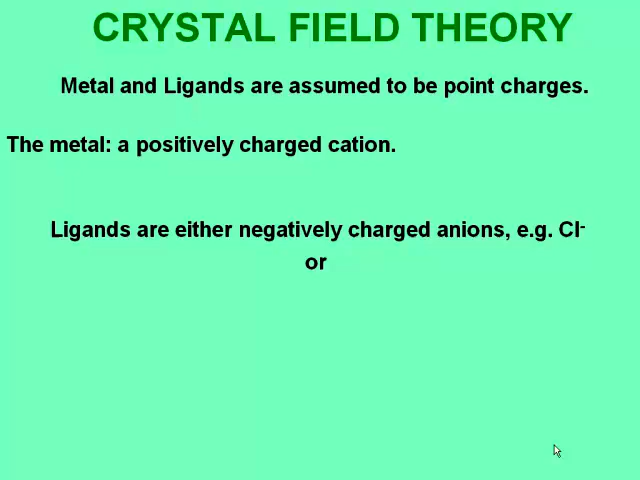 CRYSTAL FIELD THEORY
Metal and Ligands are assumed to be point charges.
The metal: a positively charged cation.
Ligands are either negatively charged anions, e.g. Cl⁻
or